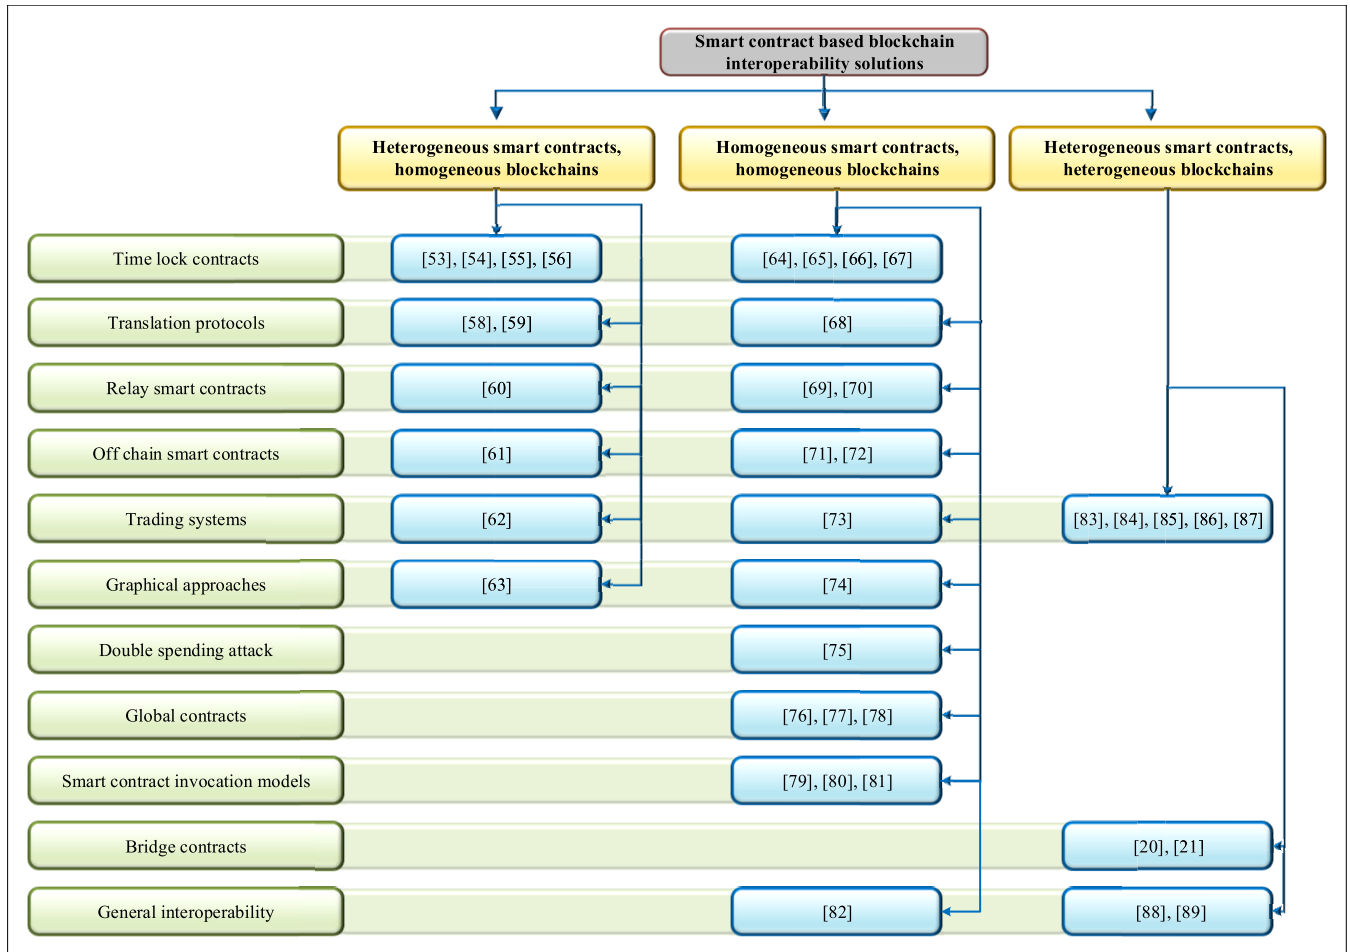 Smart contract based blockchain
interoperability solutions
Heterogeneous smart contracts,
homogeneous blockchains
Homogeneous smart contracts,
homogeneous blockchains
Heterogeneous smart contracts,
heterogeneous blockchains
Time lock contracts
[53], [54], [55], [56]
[64], [65], [66], [67]
Translation protocols
[58], [59]
[68]
Relay smart contracts
[60]
[69], [70]
Off chain smart contracts
[61]
[71], [72]
Trading systems
[62]
[73]
[83], [84], [85], [86], [87]
Graphical approaches
[63]
[74]
Double spending attack
[75]
Global contracts
[76], [77], [78]
Smart contract invocation models
[79], [80], [81]
Bridge contracts
[20], [21]
General interoperability
[82]
[88], [89]